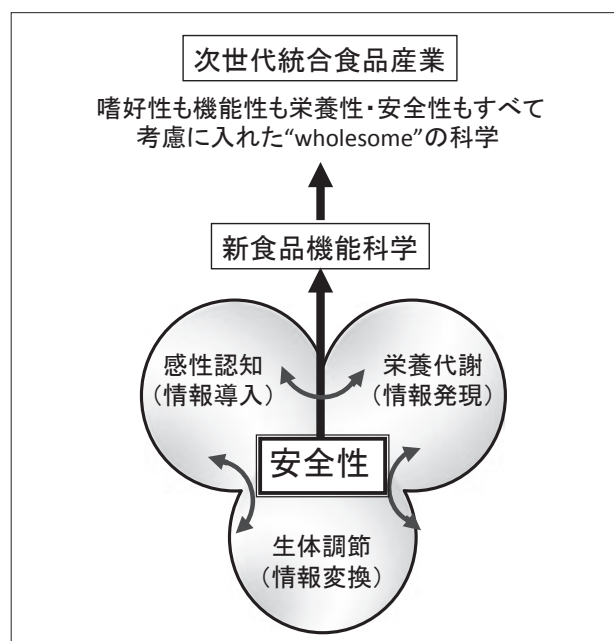 次世代統合食品産業
嗜好性も機能性も栄養性・安全性もすべて
考慮に入れた“wholesome”の科学
新食品機能科学
感性認知
(情報導入)
栄養代謝
(情報発現)
安全性
生体調節
(情報変換)